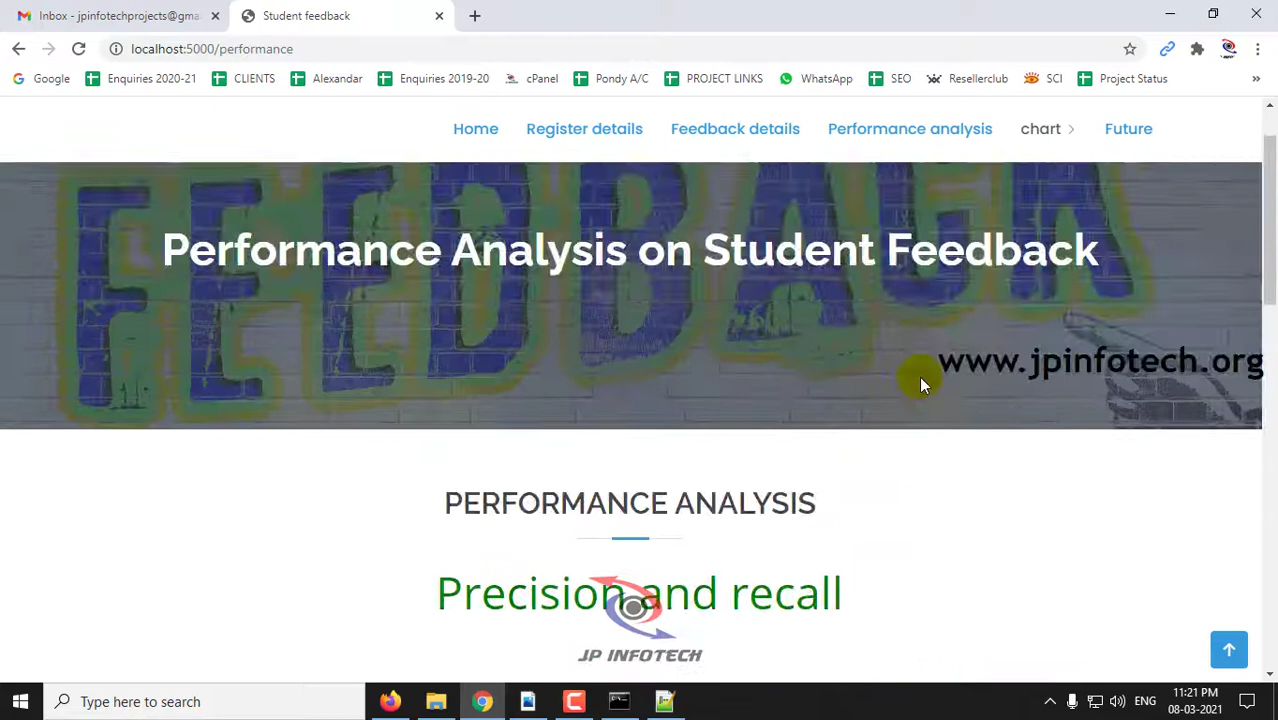 Inbox - jpinfotechprojects@gma
Student feedback
localhost:5000/performance
Google Enquiries 2020-21 CLIENTS Alexandar Enquiries 2019-20 cPanel Pondy A/C PROJECT LINKS WhatsApp SEO Resellerclub SCI Project Status »
Home Register details Feedback details Performance analysis chart Future
FEEDBACK
Performance Analysis on Student Feedback
www.jpinfotech.org
PERFORMANCE ANALYSIS
Precision and recall
JP INFOTECH
Type here to search
ENG
11:21 PM
08-03-2021